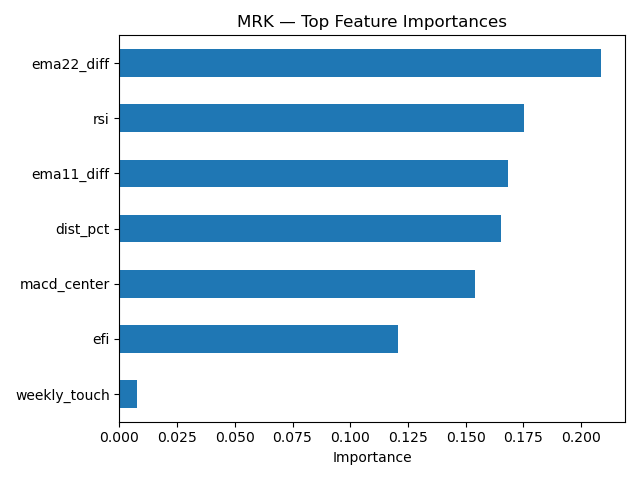 MRK — Top Feature Importances
ema22_diff
rsi
ema11_diff
dist_pct
macd_center
efi
weekly_touch
0.000 0.025 0.050 0.075 0.100 0.125 0.150 0.175 0.200
Importance